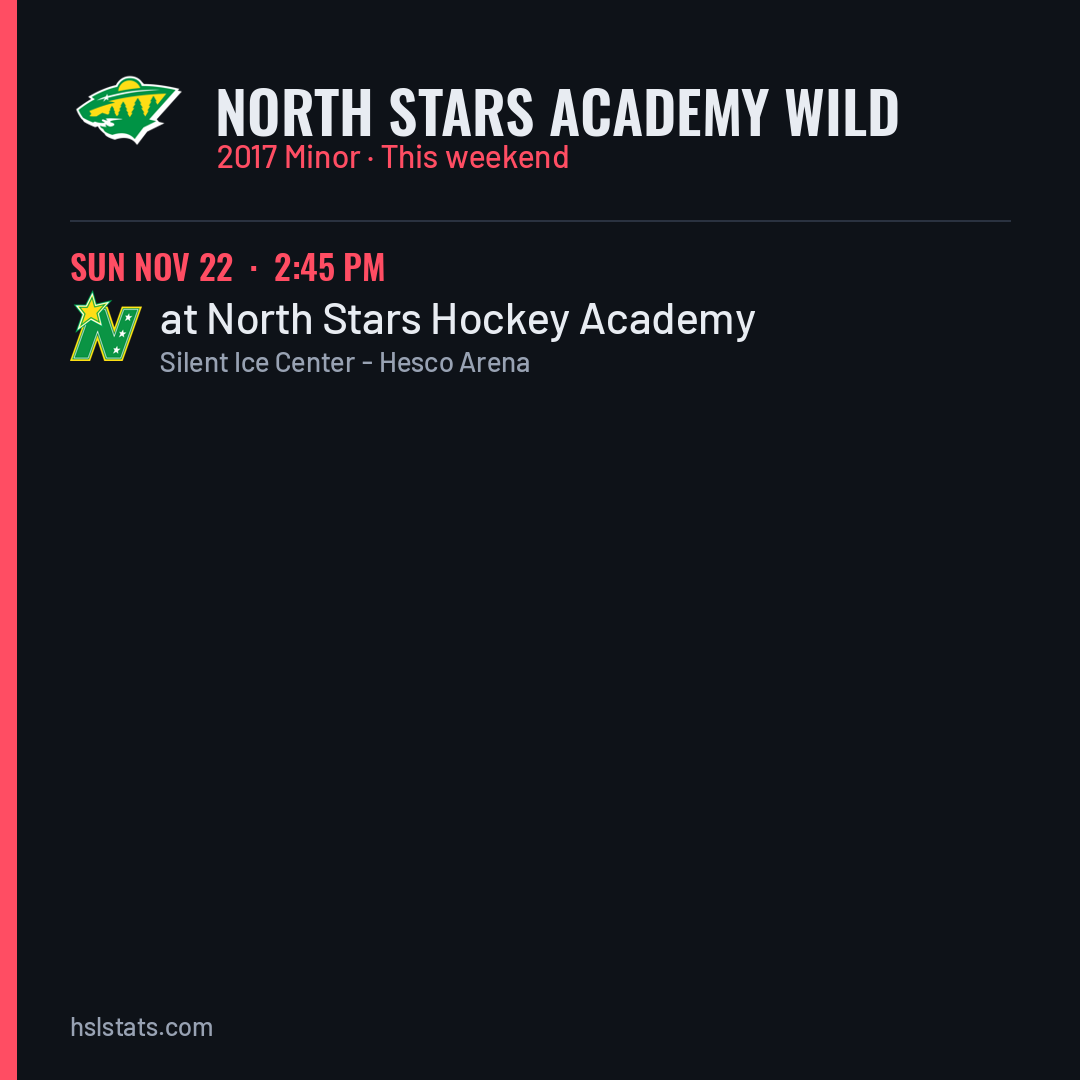 NORTH STARS ACADEMY WILD
2017 Minor · This weekend
SUN NOV 22 · 2:45 PM
at North Stars Hockey Academy
Silent Ice Center - Hesco Arena
hslstats.com